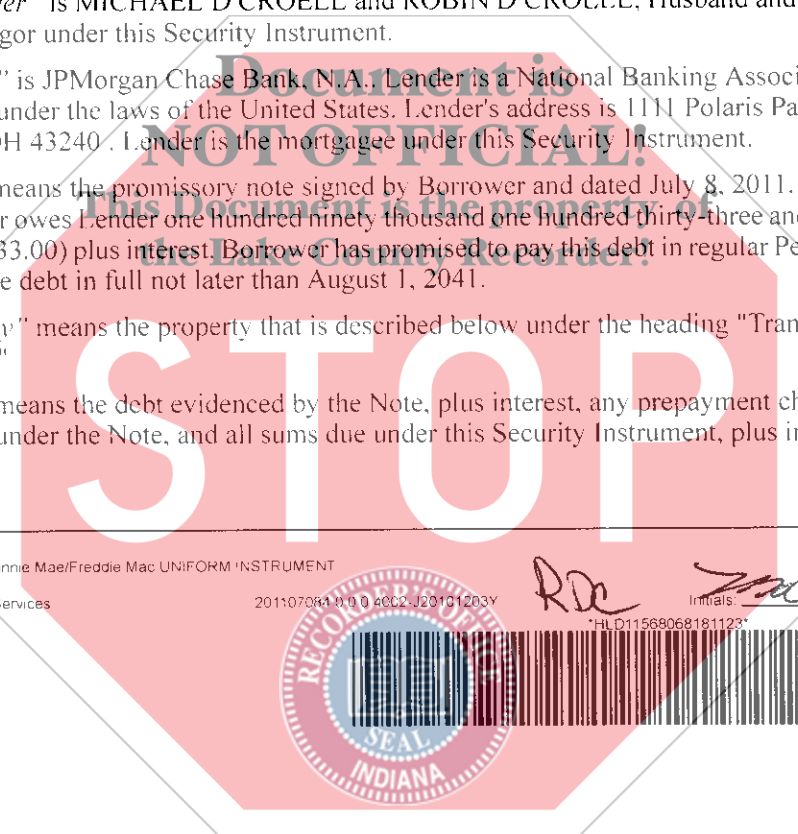 er" is MICHAEL D CROELL and ROBIN D CROELL, Husband and
gor under this Security Instrument.
" is JPMorgan Chase Bank, N.A.. Lender is a National Banking Associ
under the laws of the United States. Lender's address is 1111 Polaris Pa
OH 43240 . Lender is the mortgagee under this Security Instrument.
means the promissory note signed by Borrower and dated July 8, 2011.
r owes Lender one hundred ninety thousand one hundred thirty-three and
33.00) plus interest. Borrower has promised to pay this debt in regular Pe
e debt in full not later than August 1, 2041.
y" means the property that is described below under the heading "Tran
means the debt evidenced by the Note, plus interest, any prepayment ch
under the Note, and all sums due under this Security Instrument, plus in
Document is
NOT OFFICIAL!
This Document is the property of
the Lake County Recorder!
STOP
nnie Mae/Freddie Mac UNIFORM INSTRUMENT
Services
201107084 0 0 0 4002-J20101203Y
RDC
Initials:
*HLD11568068181123*
RECORDER'S OFFICE
SEAL
INDIANA